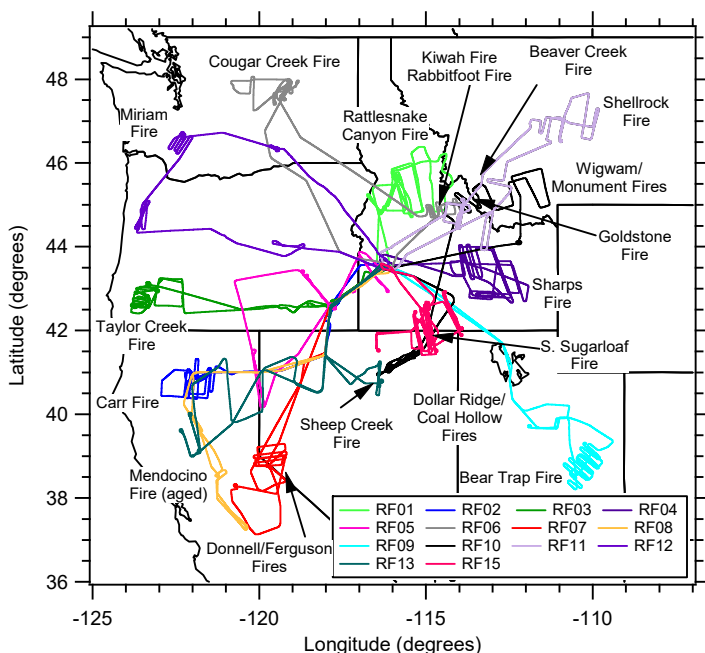 Cougar Creek Fire
Kiwah Fire
Rabbitfoot Fire
Beaver Creek
Fire
Miriam
Fire
Rattlesnake
Canyon Fire
Shellrock
Fire
Wigwam/
Monument Fires
Goldstone
Fire
Sharps
Fire
Taylor Creek
Fire
S. Sugarloaf
Fire
Carr Fire
Sheep Creek
Fire
Dollar Ridge/
Coal Hollow
Fires
Mendocino
Fire (aged)
Bear Trap Fire
Donnell/Ferguson
Fires
RF01 RF02 RF03 RF04
RF05 RF06 RF07 RF08
RF09 RF10 RF11 RF12
RF13 RF15
48
46
44
42
40
38
36
Latitude (degrees)
-125 -120 -115 -110
Longitude (degrees)